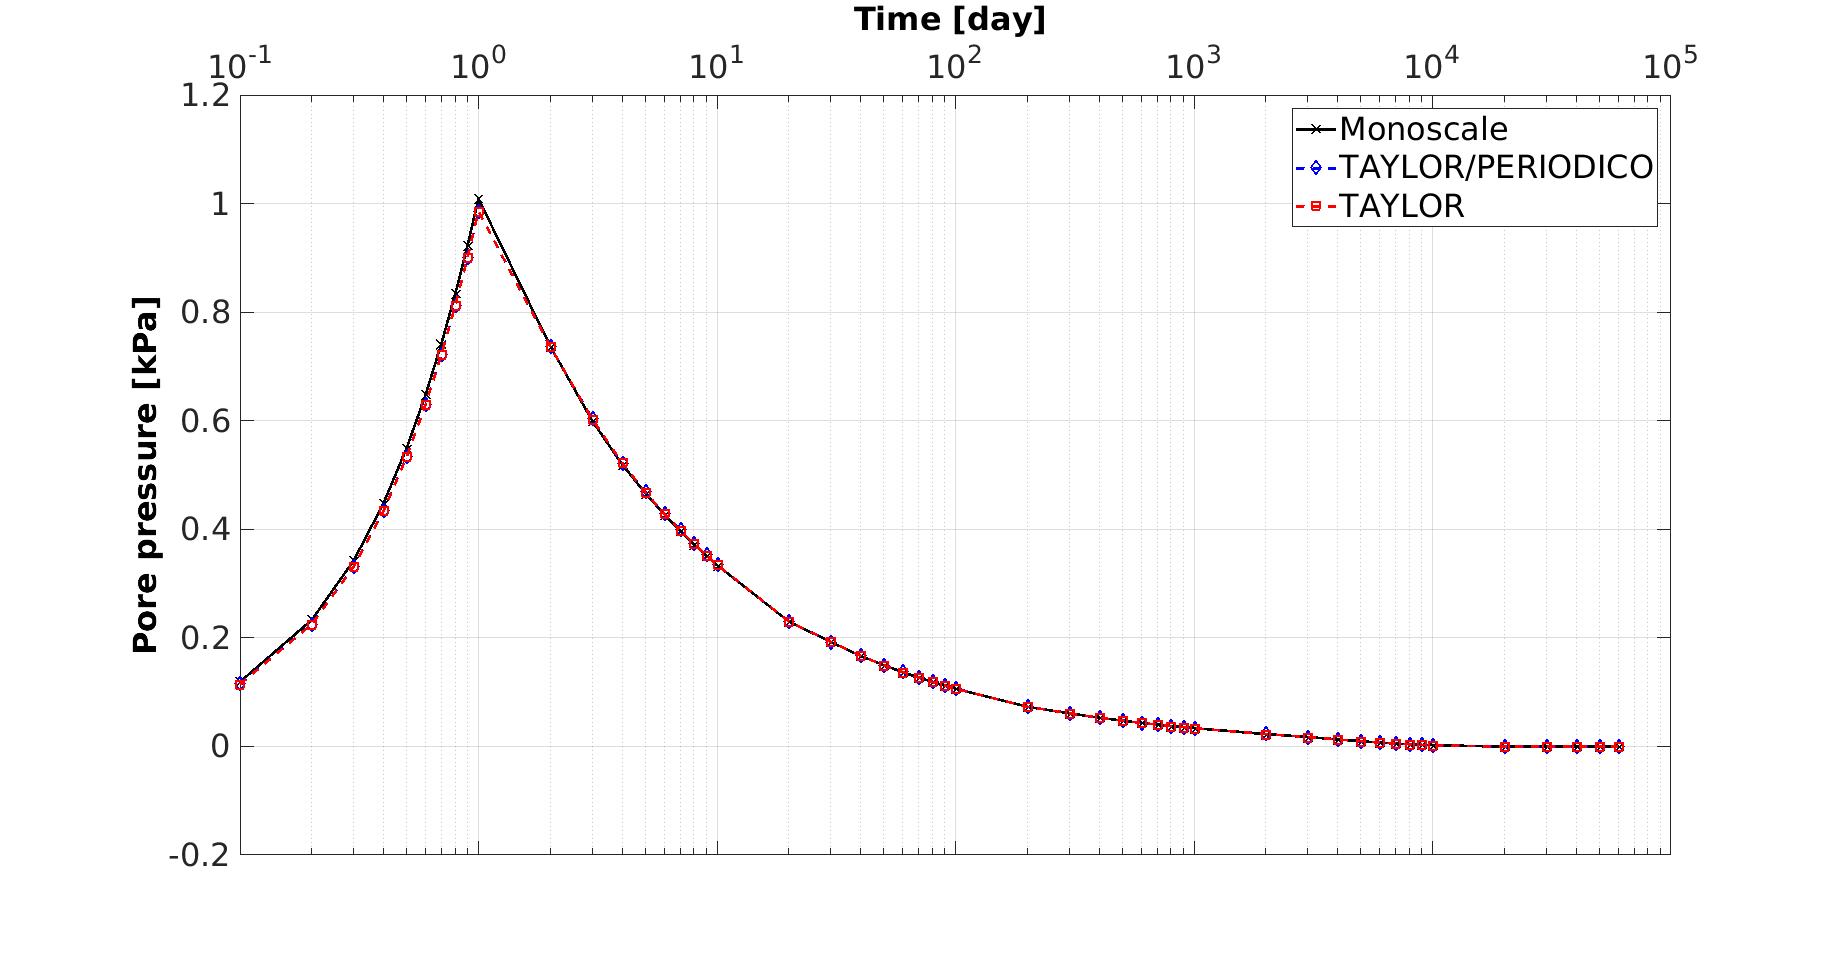 Time [day]
10^-1 10^0 10^1 10^2 10^3 10^4 10^5
1.2
1
0.8
0.6
0.4
0.2
0
-0.2
Pore pressure [kPa]
Monoscale
TAYLOR/PERIODICO
TAYLOR